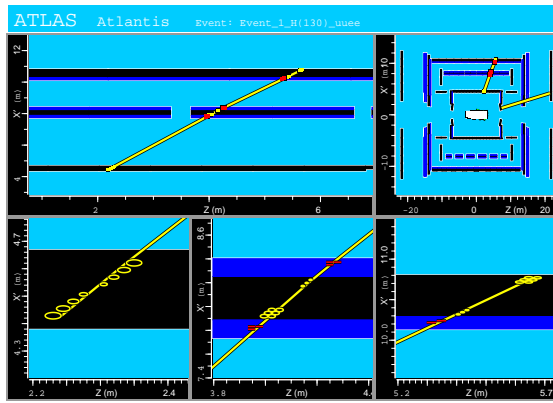 ATLAS Atlantis Event: Event_1_H(130)_uuee
12
X' (m)
4
2 Z (m) 6
X' (m)
10
0
-10
-20 0 Z (m) 20
4.7
X' (m)
4.3
2.2 Z (m) 2.4
8.6
X' (m)
7.4
3.8 Z (m) 4.4
11.0
X' (m)
10.0
5.2 Z (m) 5.7